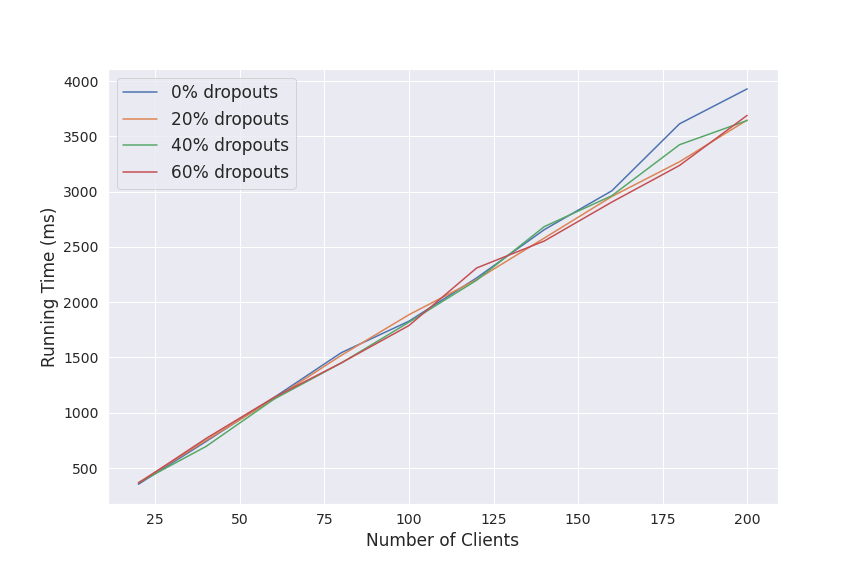 0% dropouts
20% dropouts
40% dropouts
60% dropouts
Running Time (ms)
4000
3500
3000
2500
2000
1500
1000
500
25 50 75 100 125 150 175 200
Number of Clients